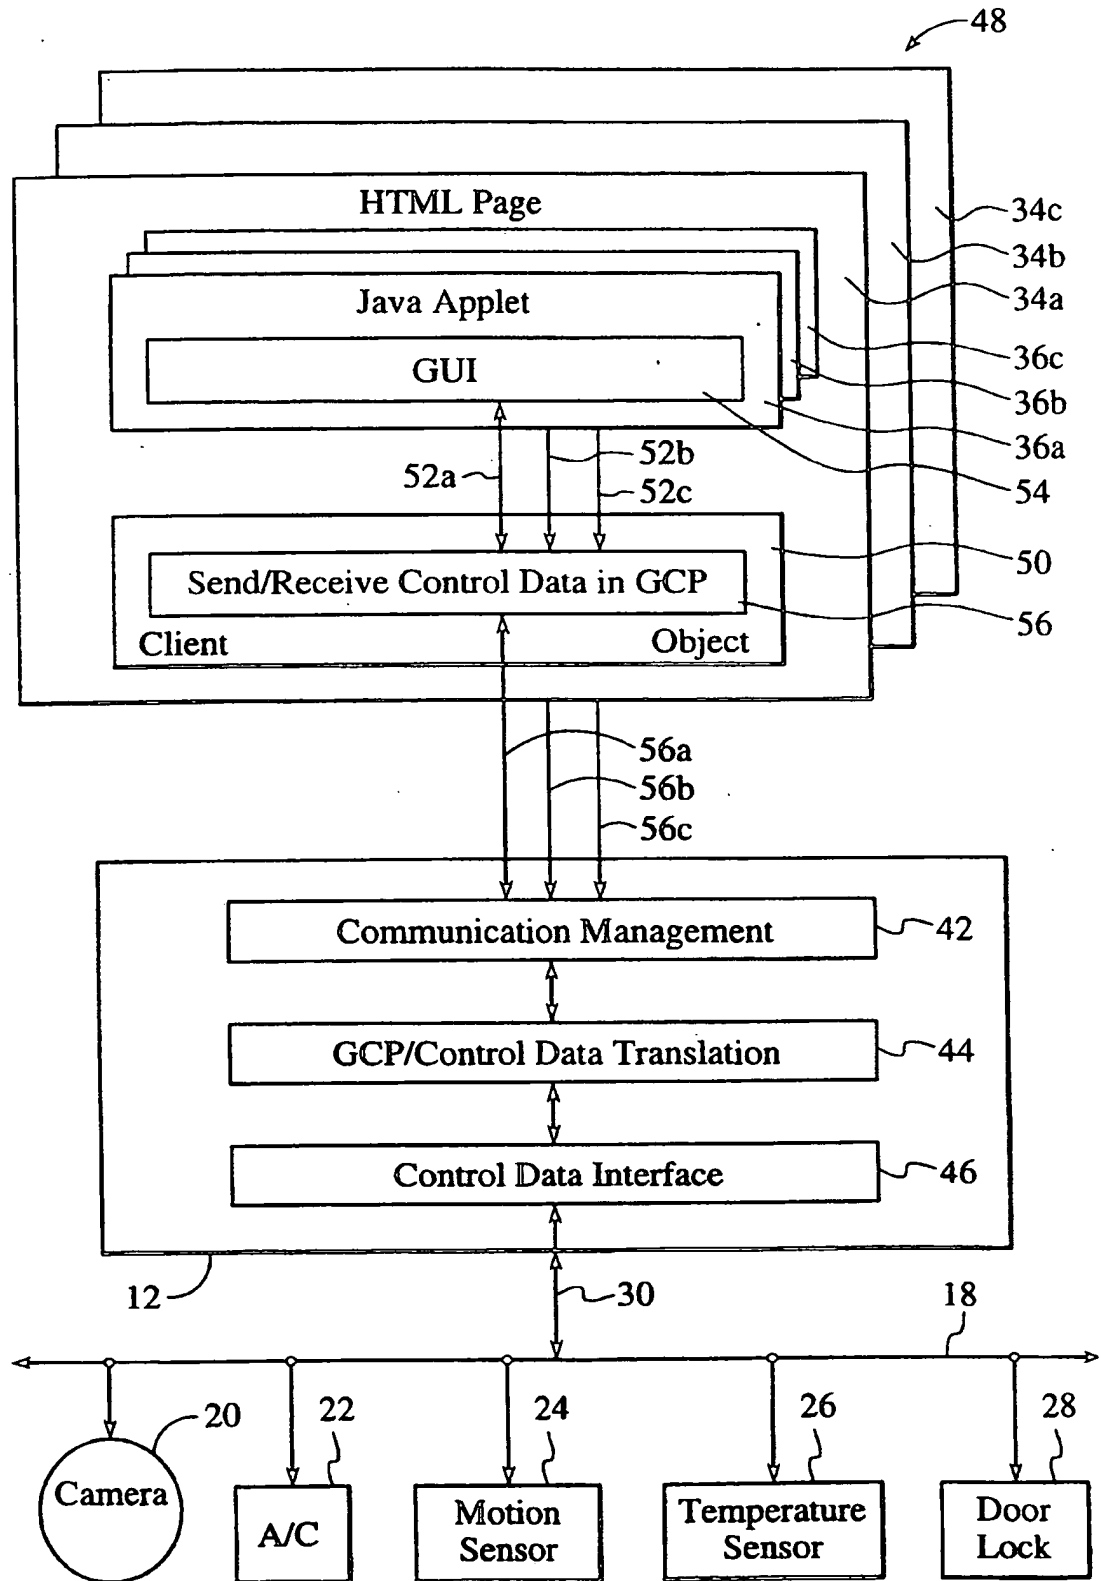 48
HTML Page
34c
34b
34a
Java Applet
36c
GUI
36b
36a
52b
52a
52c
54
50
Send/Receive Control Data in GCP
56
Client Object
56a
56b
56c
Communication Management
42
GCP/Control Data Translation
44
Control Data Interface
46
12
30
18
20
22
24
26
28
Camera
A/C
Motion
Sensor
Temperature
Sensor
Door
Lock